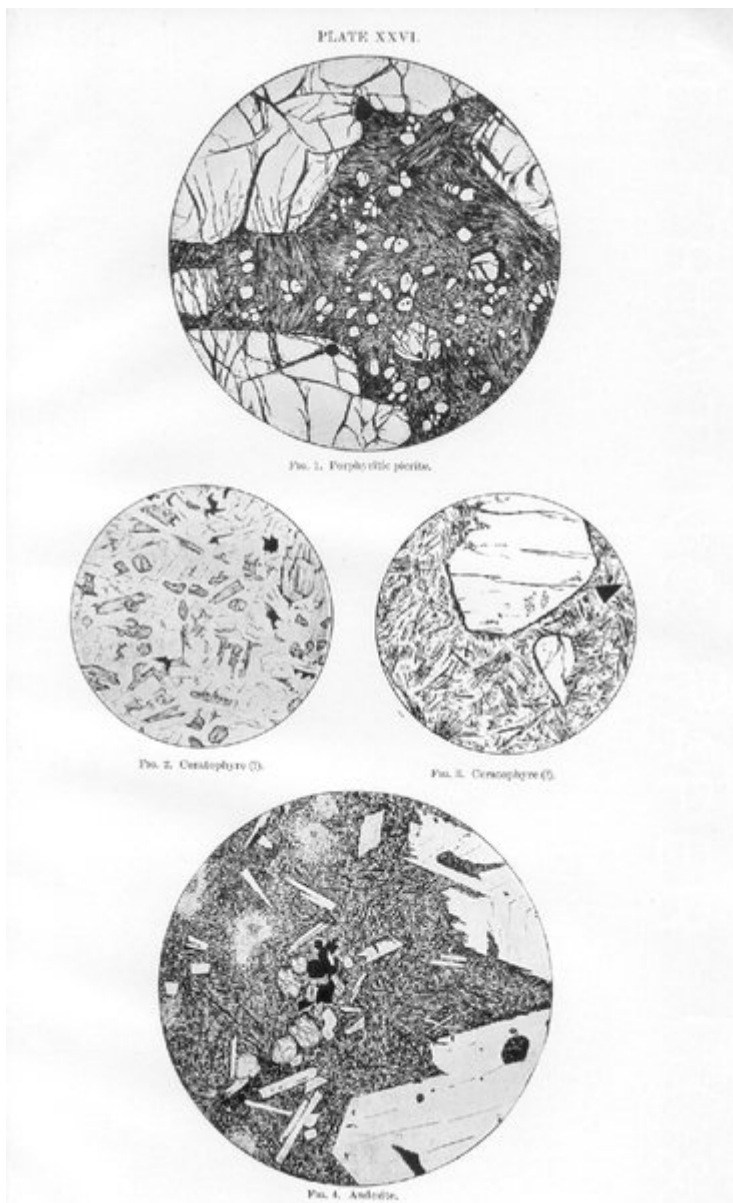 PLATE XXVI.
FIG. 1. Porphyritic picrite.
FIG. 2. Ceratophyre (?).
FIG. 3. Ceratophyre (?).
FIG. 4. Andesite.